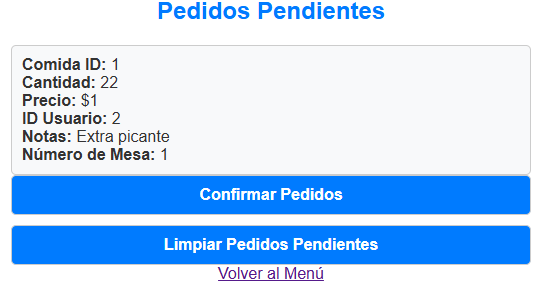 Pedidos Pendientes
Comida ID: 1
Cantidad: 22
Precio: $1
ID Usuario: 2
Notas: Extra picante
Número de Mesa: 1
Confirmar Pedidos
Limpiar Pedidos Pendientes
Volver al Menú